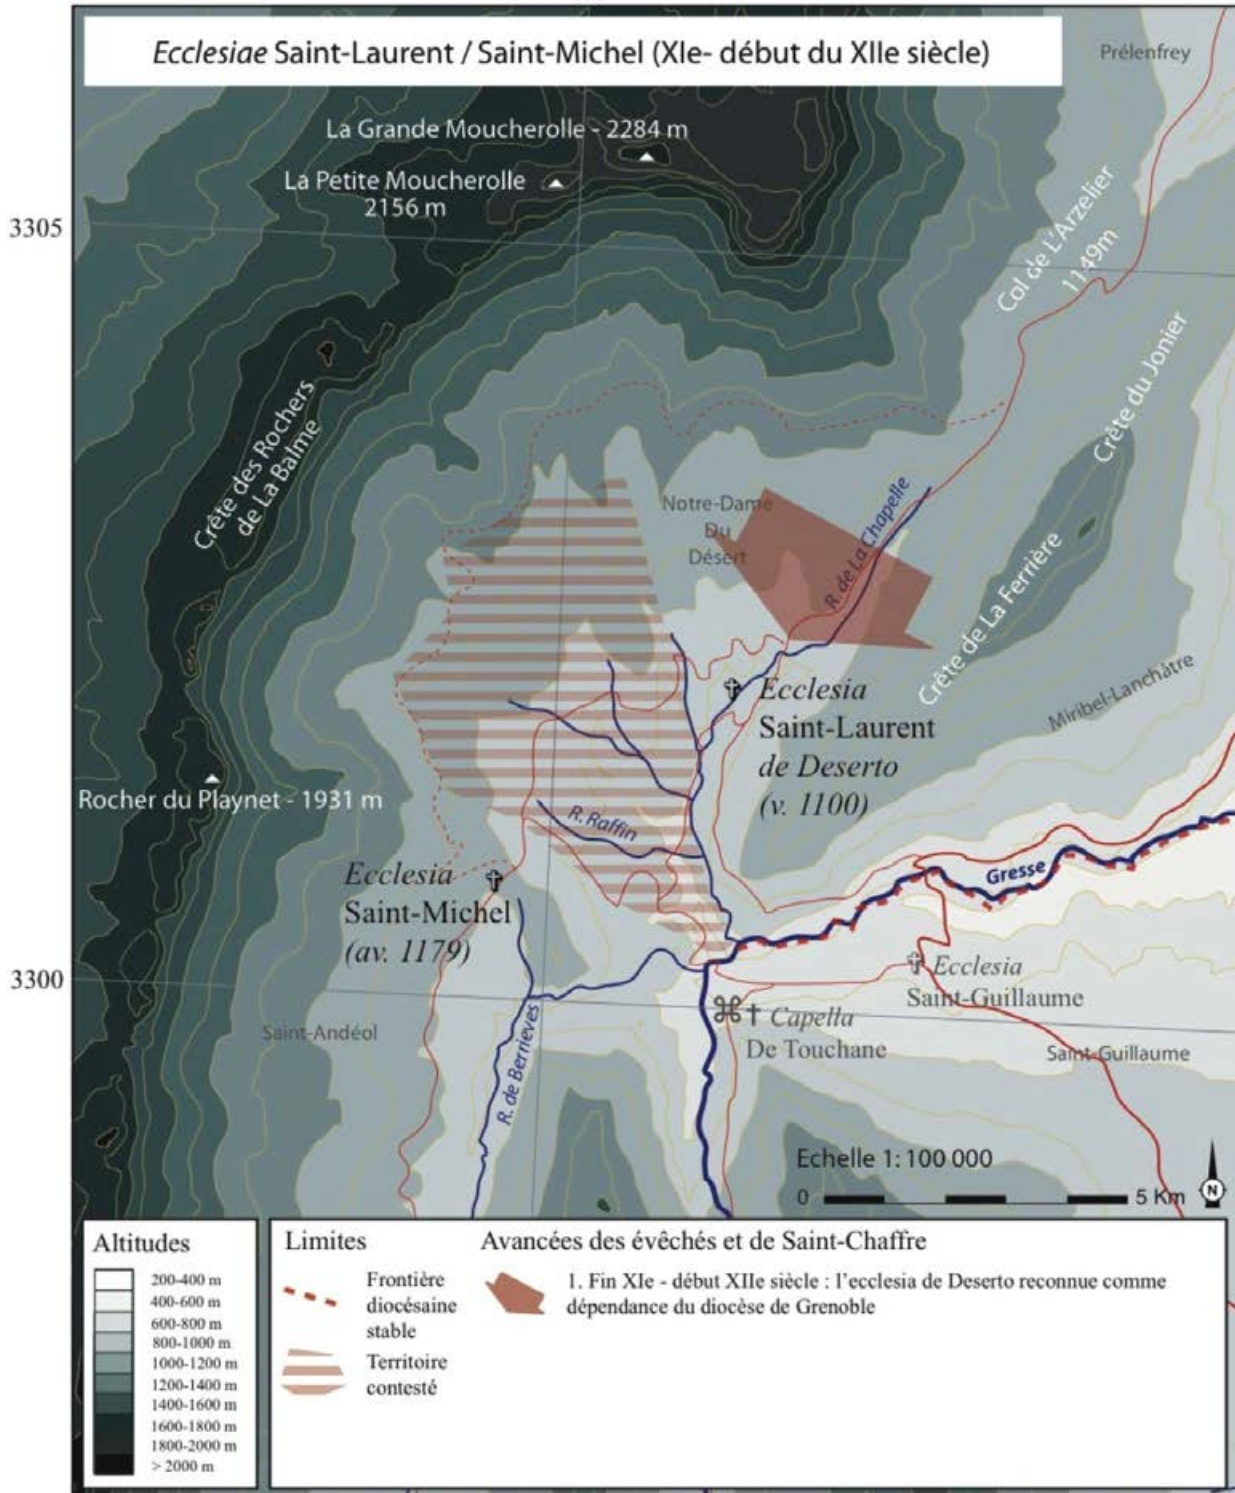 Ecclesiae Saint-Laurent / Saint-Michel (XIe- début du XIIe siècle)
Prélenfrey
La Grande Moucherolle - 2284 m
La Petite Moucherolle
2156 m
3305
Col de L'Arzelier
1149m
Crête du Jonier
Crête des Rochers
de La Balme
Notre-Dame
Du
Désert
R. de La Chapelle
Crête de La Ferrière
Miribel-Lanchâtre
Ecclesia
Saint-Laurent
de Deserto
(v. 1100)
Rocher du Playnet - 1931 m
R. Raffin
Ecclesia
Saint-Michel
(av. 1179)
Gresse
3300
Ecclesia
Saint-Guillaume
Capella
De Touchane
Saint-Andéol
R. de Berrieves
Saint-Guillaume
Echelle 1: 100 000
0 5 Km
N
Altitudes
200-400 m
400-600 m
600-800 m
800-1000 m
1000-1200 m
1200-1400 m
1400-1600 m
1600-1800 m
1800-2000 m
> 2000 m
Limites
Frontière
diocésaine
stable
Territoire
contesté
Avancées des évêchés et de Saint-Chaffre
1. Fin XIe - début XIIe siècle : l'ecclesia de Deserto reconnue comme
dépendance du diocèse de Grenoble